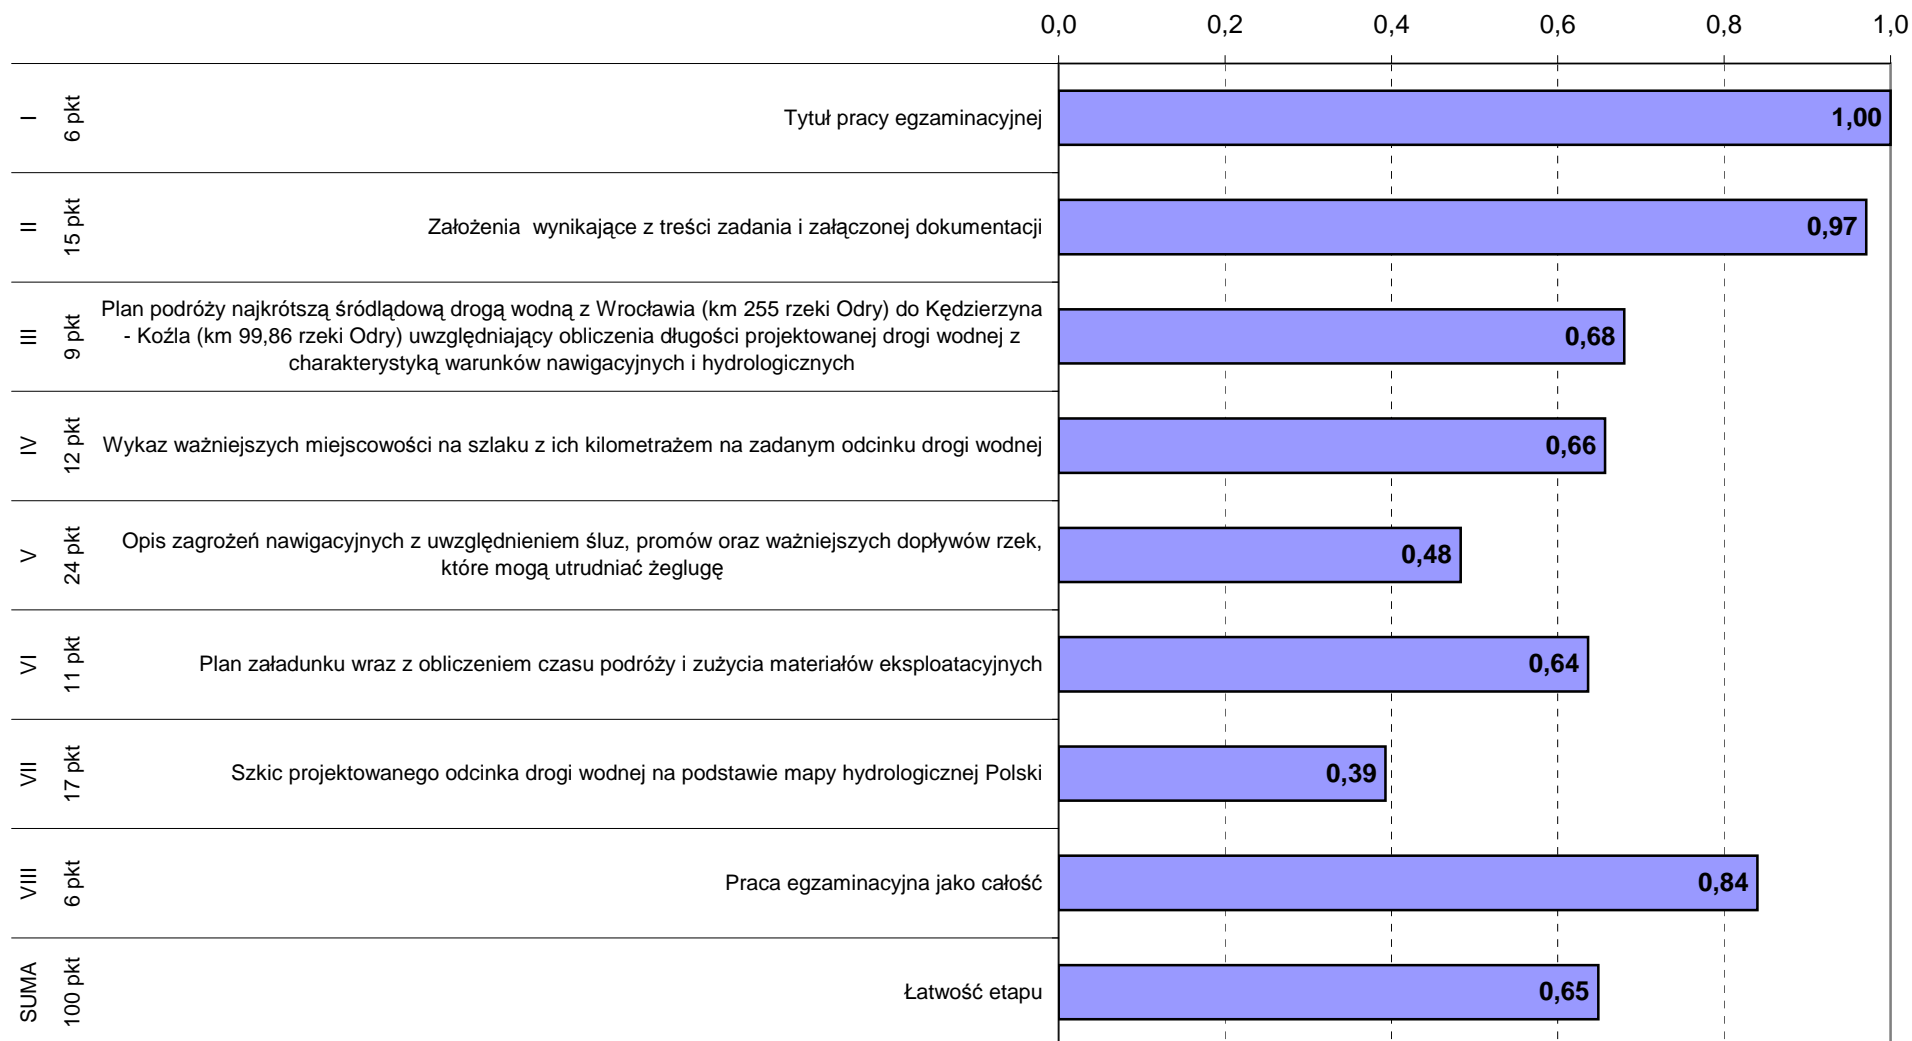 0,0 0,2 0,4 0,6 0,8 1,0
I 6 pkt Tytuł pracy egzaminacyjnej 1,00
II 15 pkt Założenia  wynikające z treści zadania i załączonej dokumentacji 0,97
III 9 pkt Plan podróży najkrótszą śródlądową drogą wodną z Wrocławia (km 255 rzeki Odry) do Kędzierzyna
- Koźla (km 99,86 rzeki Odry) uwzględniający obliczenia długości projektowanej drogi wodnej z
charakterystyką warunków nawigacyjnych i hydrologicznych 0,68
IV 12 pkt Wykaz ważniejszych miejscowości na szlaku z ich kilometrażem na zadanym odcinku drogi wodnej 0,66
V 24 pkt Opis zagrożeń nawigacyjnych z uwzględnieniem śluz, promów oraz ważniejszych dopływów rzek,
które mogą utrudniać żeglugę 0,48
VI 11 pkt Plan załadunku wraz z obliczeniem czasu podróży i zużycia materiałów eksploatacyjnych 0,64
VII 17 pkt Szkic projektowanego odcinka drogi wodnej na podstawie mapy hydrologicznej Polski 0,39
VIII 6 pkt Praca egzaminacyjna jako całość 0,84
SUMA 100 pkt Łatwość etapu 0,65